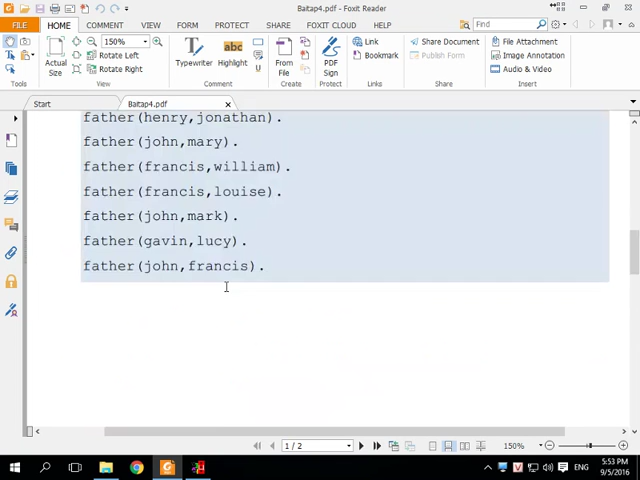 Baitap4.pdf - Foxit Reader
FILE HOME COMMENT VIEW FORM PROTECT SHARE FOXIT CLOUD HELP Find
Actual Size 150% Typewriter Highlight From File PDF Sign Link Share Document File Attachment
Rotate Left Bookmark Publish Form Image Annotation
Rotate Right Audio & Video
Tools View Comment Create Protect Links Share Insert
Start Baitap4.pdf
father(henry,jonathan).
father(john,mary).
father(francis,william).
father(francis,louise).
father(john,mark).
father(gavin,lucy).
father(john,francis).
1 / 2 150%
ENG 5:53 PM
9/5/2016